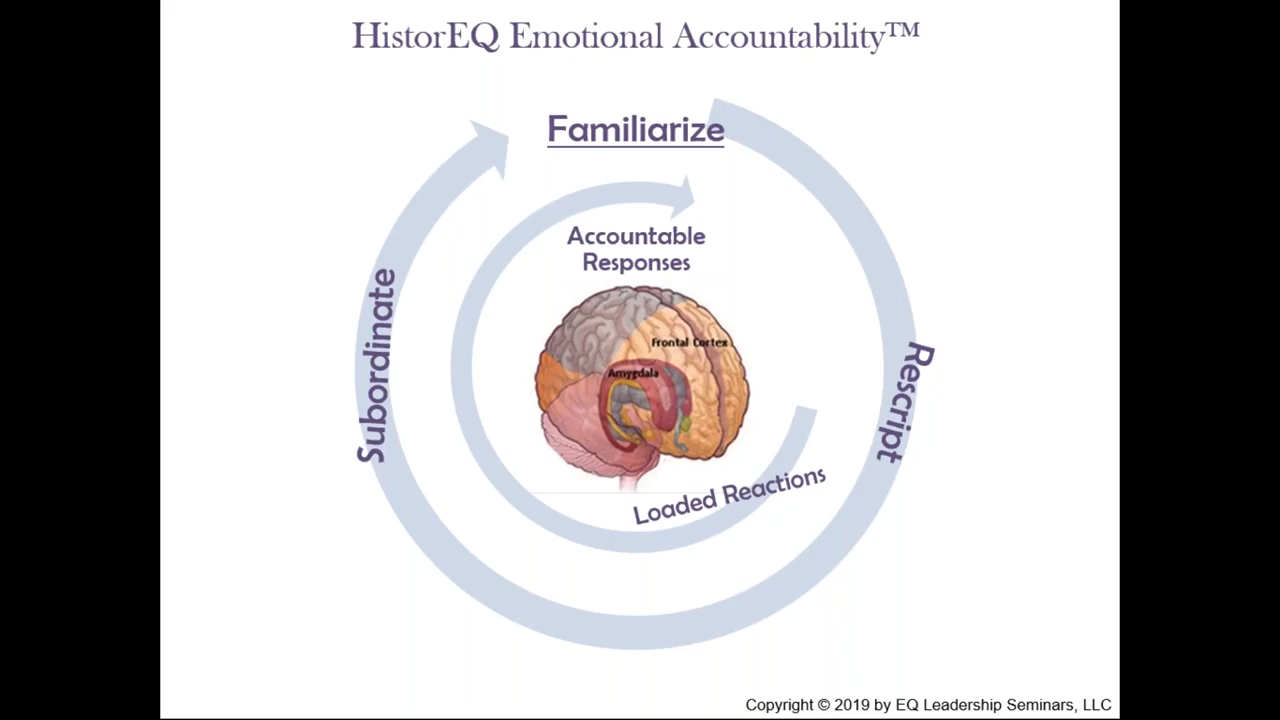 HistorEQ Emotional Accountability™
Familiarize
Accountable
Responses
Frontal Cortex
Amygdala
Subordinate
Rescript
Loaded Reactions
Copyright © 2019 by EQ Leadership Seminars, LLC